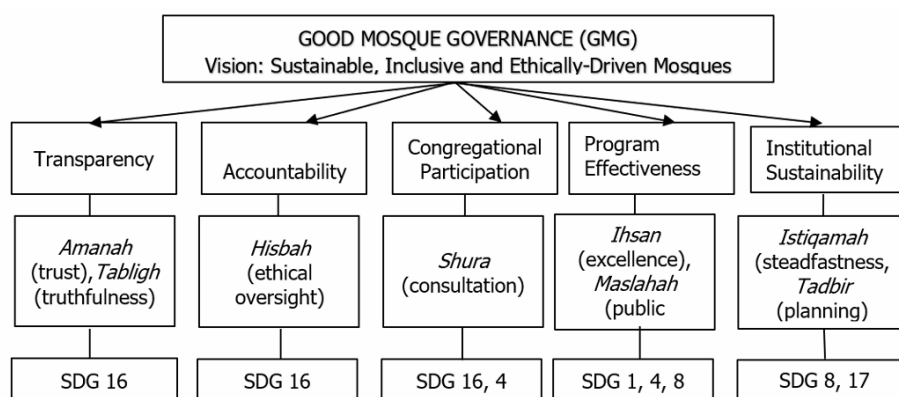 GOOD MOSQUE GOVERNANCE (GMG)
Vision: Sustainable, Inclusive and Ethically-Driven Mosques
Transparency
Accountability
Congregational
Participation
Program
Effectiveness
Institutional
Sustainability
Amanah
(trust), Tabligh
(truthfulness)
Hisbah
(ethical
oversight)
Shura
(consultation)
Ihsan
(excellence),
Maslahah
(public
Istiqamah
(steadfastness,
Tadbir
(planning)
SDG 16
SDG 16
SDG 16, 4
SDG 1, 4, 8
SDG 8, 17